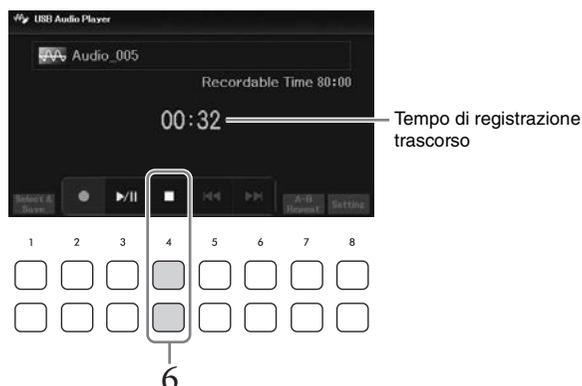 USB Audio Player
Audio_005
Recordable Time 80:00
00:32
Tempo di registrazione
trascorso
Select &
Save
A-B
Repeat
Setting
1 2 3 4 5 6 7 8
6